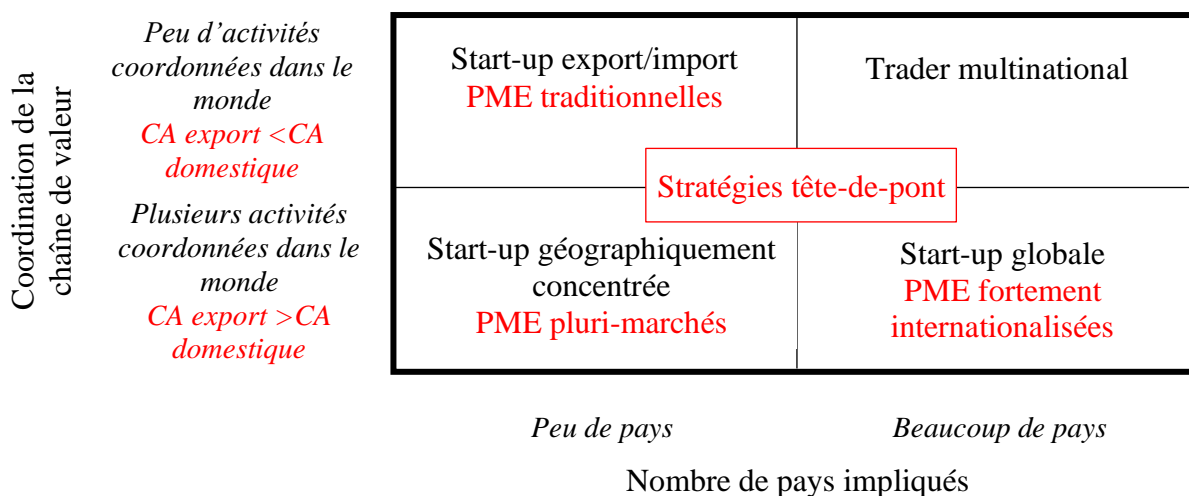 Coordination de la
chaîne de valeur
Peu d'activités
coordonnées dans le
monde
CA export <CA
domestique
Plusieurs activités
coordonnées dans le
monde
CA export >CA
domestique
Start-up export/import
PME traditionnelles
Trader multinational
Stratégies tête-de-pont
Start-up géographiquement
concentrée
PME pluri-marchés
Start-up globale
PME fortement
internationalisées
Peu de pays
Beaucoup de pays
Nombre de pays impliqués